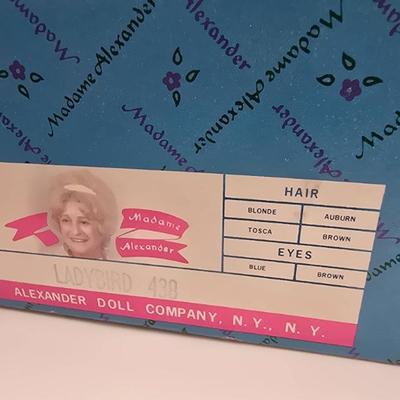 Madame Alexander
Madame Alexander
Madame Alexander
Madame Alexander
Madame
Alexander
HAIR
BLONDE AUBURN
TOSCA BROWN
EYES
BLUE BROWN
LADYBIRD 438
ALEXANDER DOLL COMPANY, N.Y., N.Y.